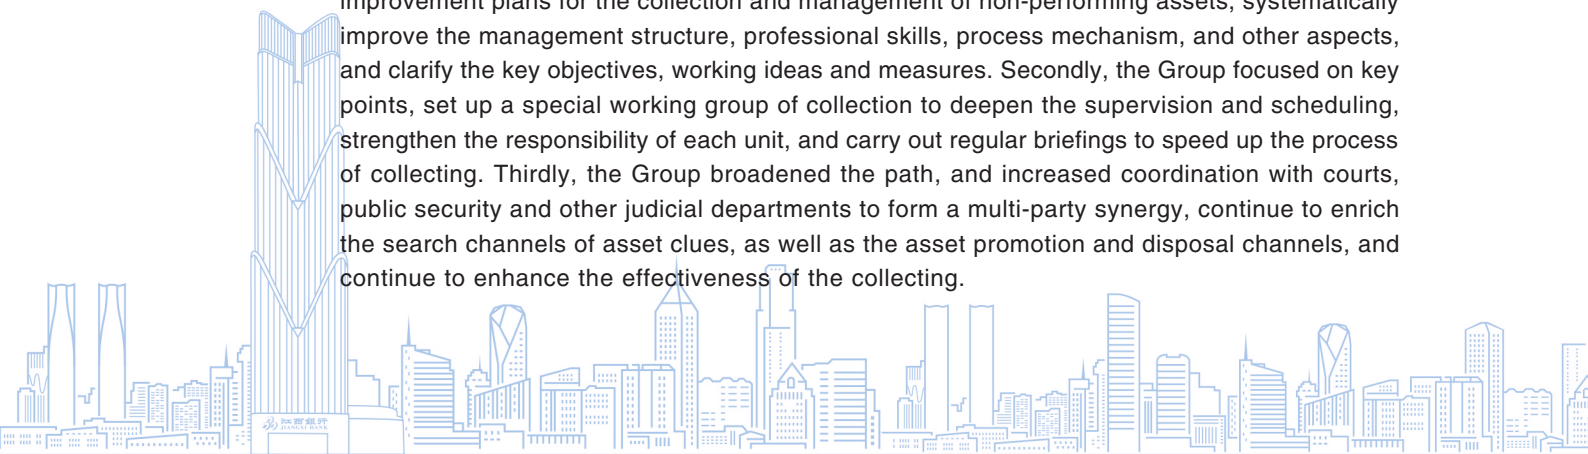 improvement plans for the collection and management of non-performing assets, systematically
improve the management structure, professional skills, process mechanism, and other aspects,
and clarify the key objectives, working ideas and measures. Secondly, the Group focused on key
points, set up a special working group of collection to deepen the supervision and scheduling,
strengthen the responsibility of each unit, and carry out regular briefings to speed up the process
of collecting. Thirdly, the Group broadened the path, and increased coordination with courts,
public security and other judicial departments to form a multi-party synergy, continue to enrich
the search channels of asset clues, as well as the asset promotion and disposal channels, and
continue to enhance the effectiveness of the collecting.
江西銀行
JIANGXI BANK